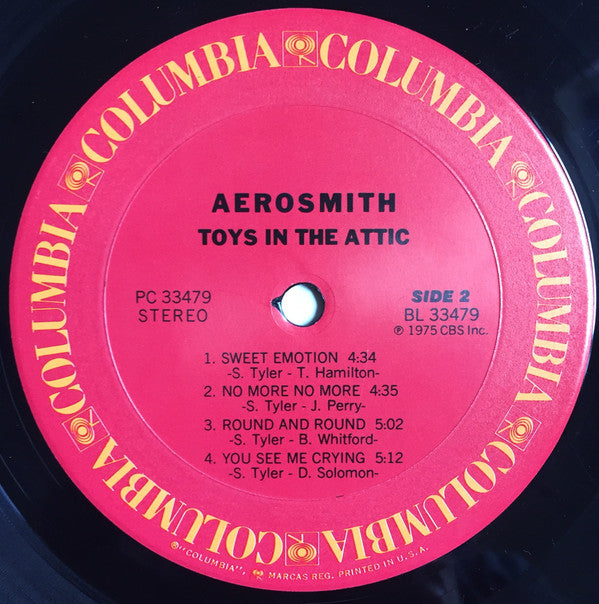 COLUMBIA COLUMBIA COLUMBIA COLUMBIA COLUMBIA COLUMBIA
AEROSMITH
TOYS IN THE ATTIC
PC 33479
STEREO
SIDE 2
BL 33479
℗ 1975 CBS Inc.
1. SWEET EMOTION 4:34
-S. Tyler - T. Hamilton-
2. NO MORE NO MORE 4:35
-S. Tyler - J. Perry-
3. ROUND AND ROUND 5:02
-S. Tyler - B. Whitford-
4. YOU SEE ME CRYING 5:12
-S. Tyler - D. Solomon-
®"COLUMBIA", MARCAS REG. PRINTED IN U.S.A.